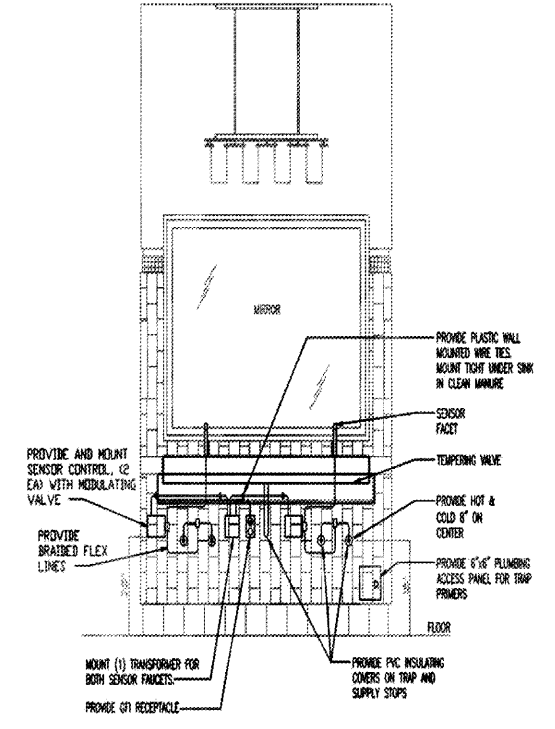 MIRROR
PROVIDE PLASTIC WALL
MOUNTED WIRE TIES.
MOUNT TIGHT UNDER SINK
IN CLEAN MANURE
SENSOR
FACET
TEMPERING VALVE
PROVIDE HOT &
COLD 8" ON
CENTER
PROVIDE 6"x6" PLUMBING
ACCESS PANEL FOR TRAP
PRIMERS
FLOOR
PROVIDE AND MOUNT
SENSOR CONTROL, (2
EA) WITH MODULATING
VALVE
PROVIDE
BRAIDED FLEX
LINES
MOUNT (1) TRANSFORMER FOR
BOTH SENSOR FAUCETS.
PROVIDE GFI RECEPTACLE
PROVIDE PVC INSULATING
COVERS ON TRAP AND
SUPPLY STOPS